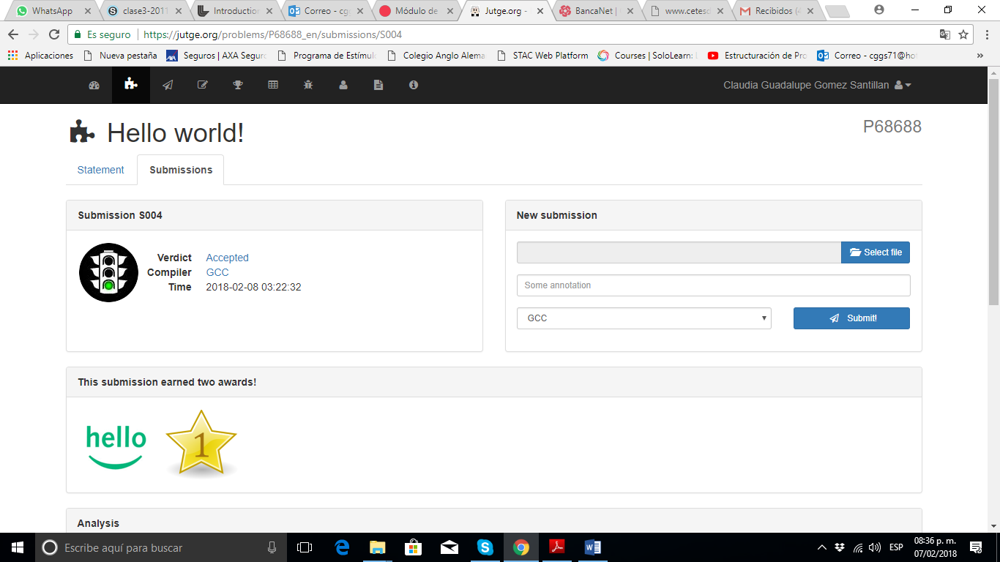 WhatsApp
clase3-2011
Introduction
Correo - cgg
Módulo de
Jutge.org -
BancaNet |
www.cetesd
Recibidos (4
Es seguro
https://jutge.org/problems/P68688_en/submissions/S004
Aplicaciones
Nueva pestaña
Seguros | AXA Seguro
Programa de Estímulo
Colegio Anglo Alema
STAC Web Platform
Courses | SoloLearn: L
Estructuración de Pro
Correo - cggs71@hot
»
Claudia Guadalupe Gomez Santillan
Hello world!
P68688
Statement
Submissions
Submission S004
Verdict Accepted
Compiler GCC
Time 2018-02-08 03:22:32
New submission
Select file
Some annotation
GCC
Submit!
This submission earned two awards!
hello
1
Analysis
Escribe aquí para buscar
ESP
08:36 p. m.
07/02/2018